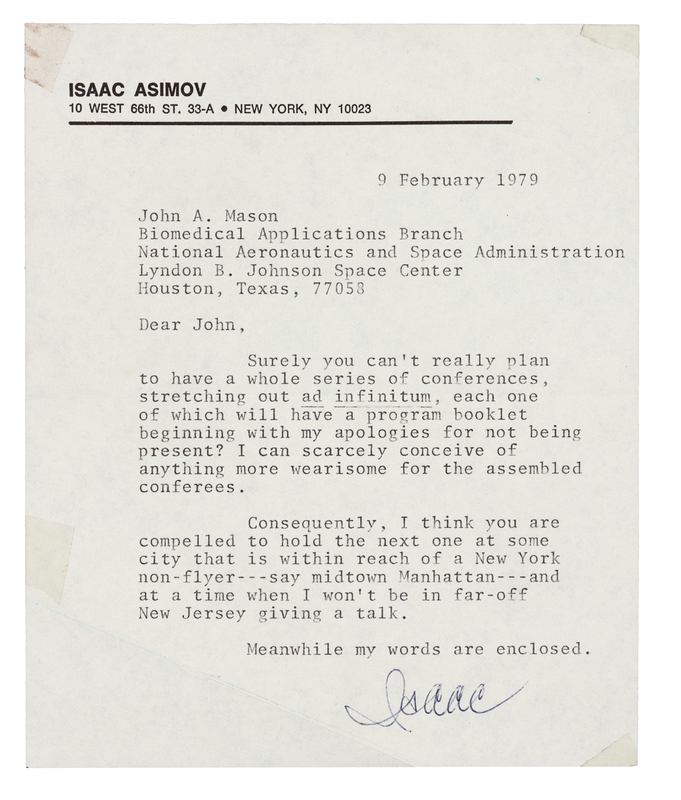 ISAAC ASIMOV
10 WEST 66th ST. 33-A ● NEW YORK, NY 10023
9 February 1979
John A. Mason
Biomedical Applications Branch
National Aeronautics and Space Administration
Lyndon B. Johnson Space Center
Houston, Texas, 77058
Dear John,
Surely you can't really plan
to have a whole series of conferences,
stretching out ad infinitum, each one
of which will have a program booklet
beginning with my apologies for not being
present? I can scarcely conceive of
anything more wearisome for the assembled
conferees.
Consequently, I think you are
compelled to hold the next one at some
city that is within reach of a New York
non-flyer---say midtown Manhattan---and
at a time when I won't be in far-off
New Jersey giving a talk.
Meanwhile my words are enclosed.
Isaac